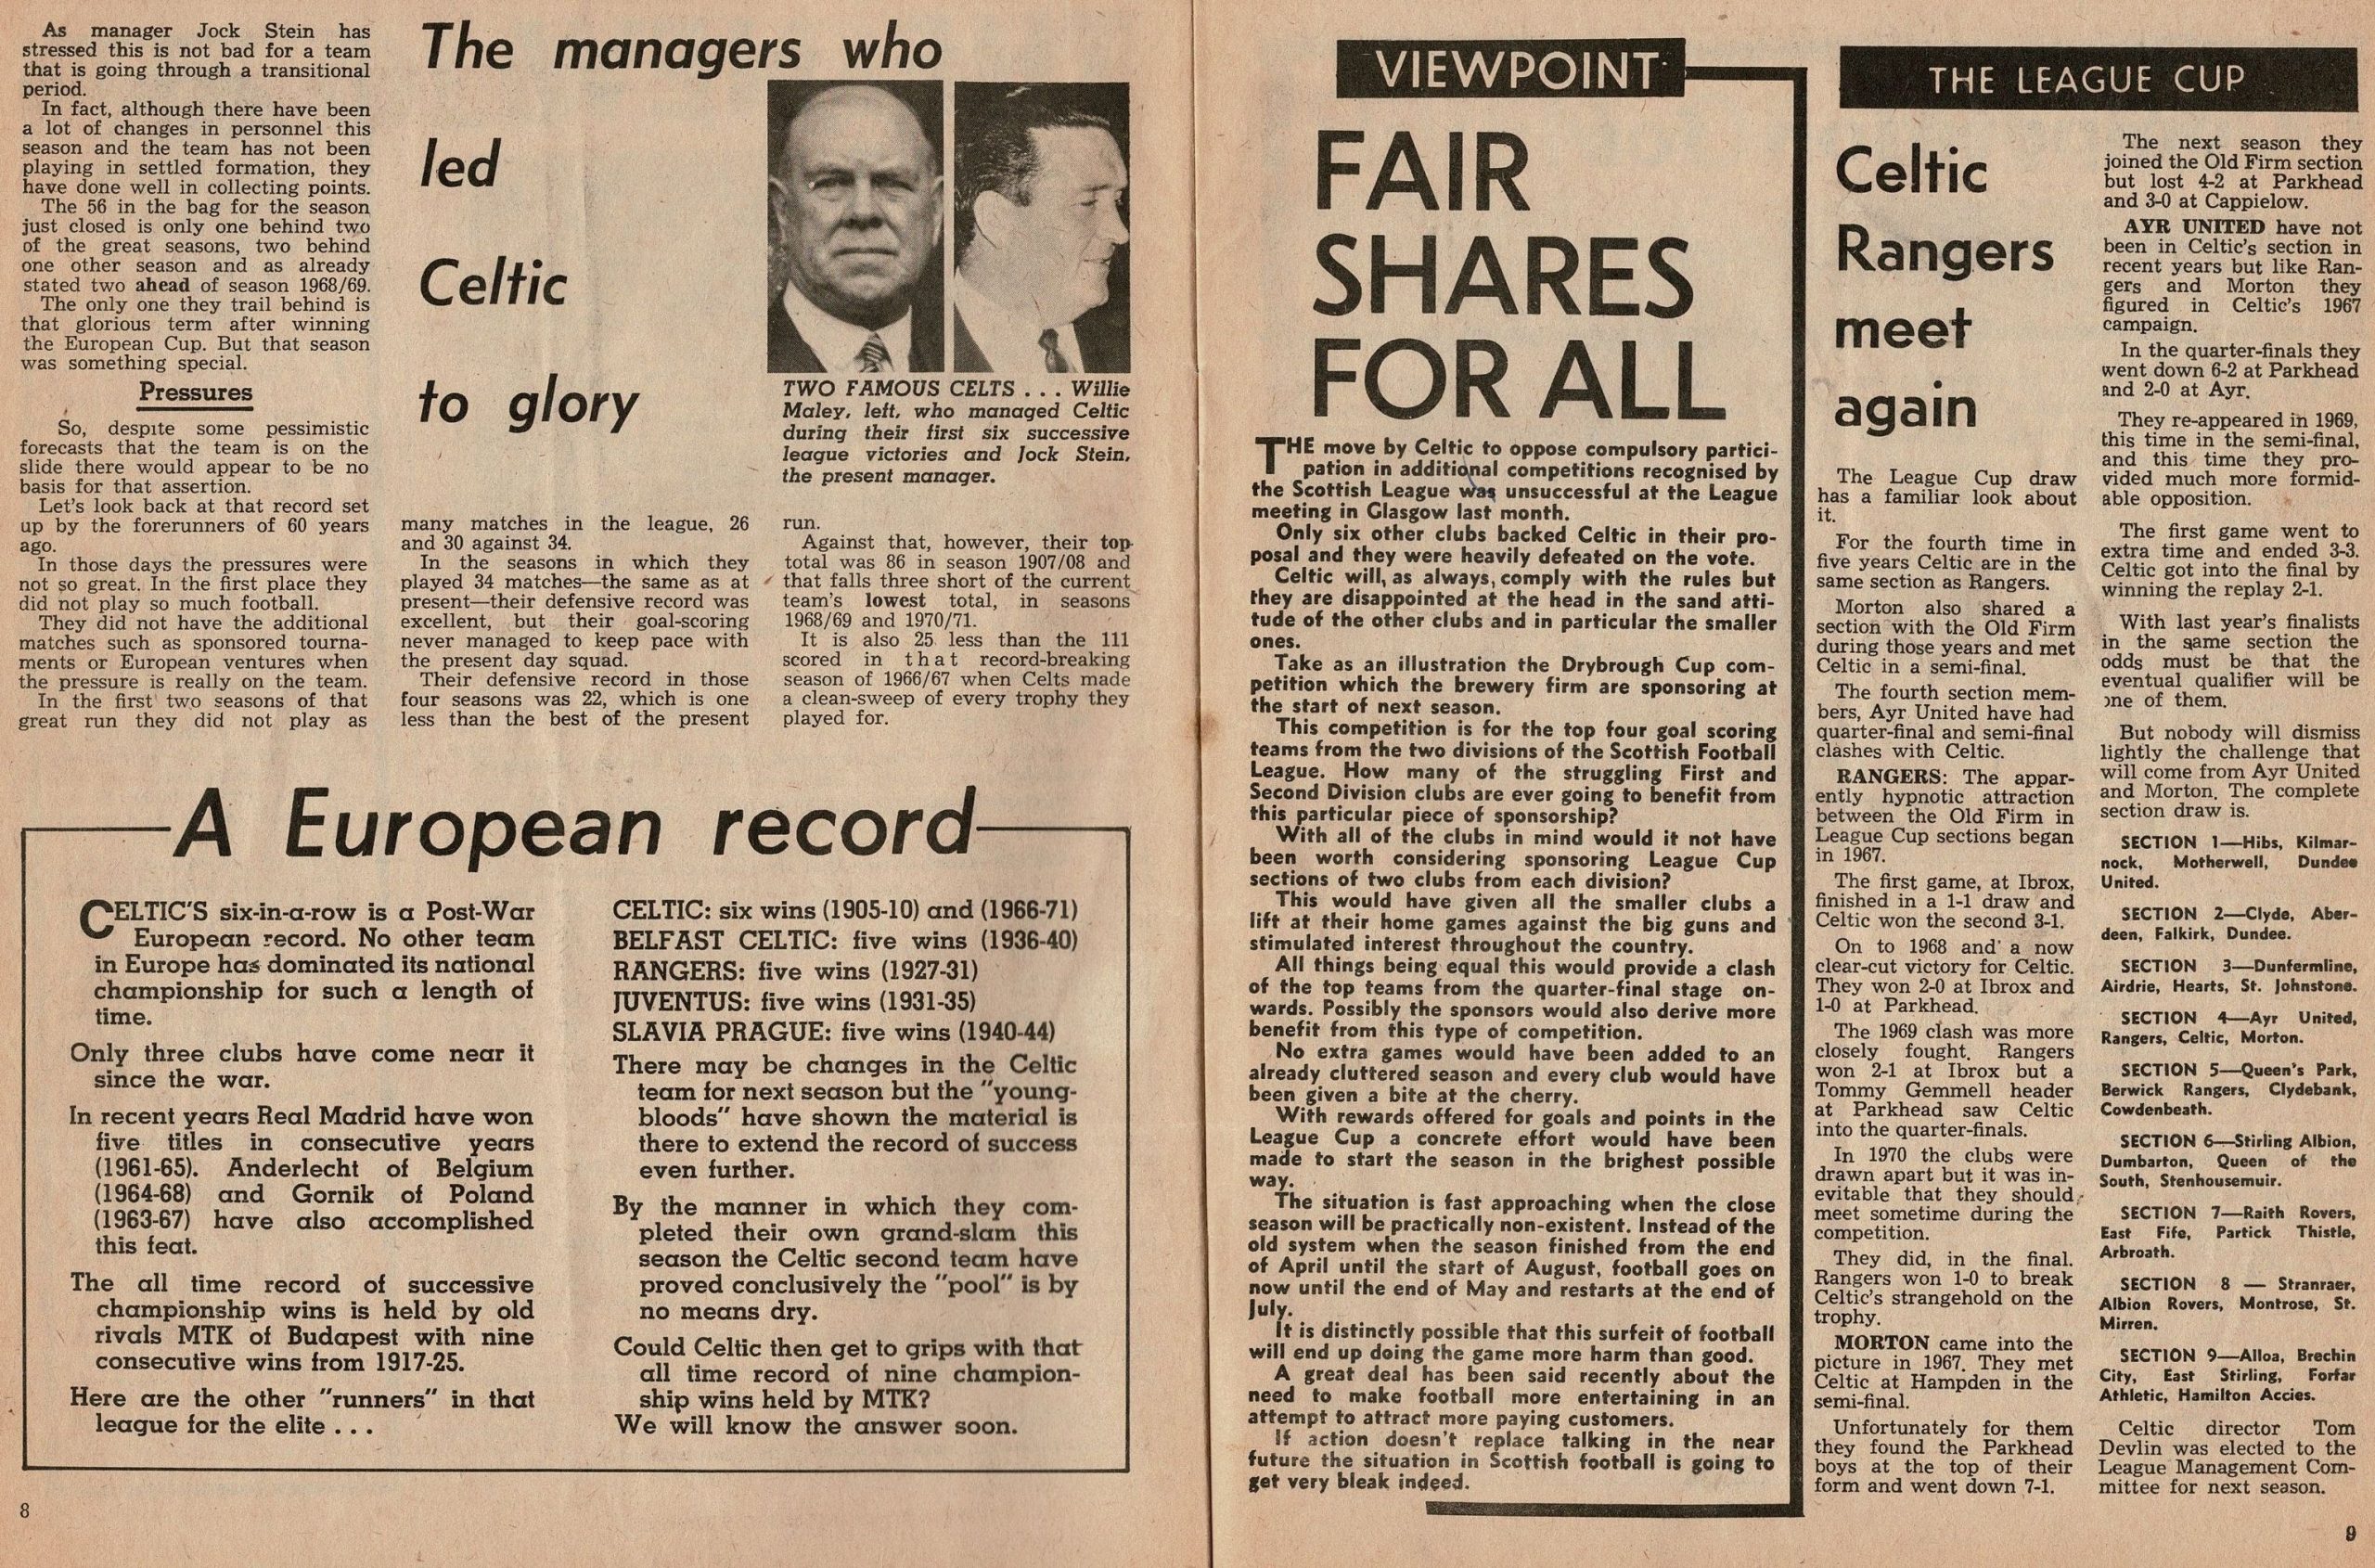 As manager Jock Stein has
stressed this is not bad for a team
that is going through a transitional
period.
In fact, although there have been
a lot of changes in personnel this
season and the team has not been
playing in settled formation, they
have done well in collecting points.
The 56 in the bag for the season
just closed is only one behind two
of the great seasons, two behind
one other season and as already
stated two ahead of season 1968/69.
The only one they trail behind is
that glorious term after winning
the European Cup. But that season
was something special.
Pressures
So, despite some pessimistic
forecasts that the team is on the
slide there would appear to be no
basis for that assertion.
Let's look back at that record set
up by the forerunners of 60 years
ago.
In those days the pressures were
not so great. In the first place they
did not play so much football.
They did not have the additional
matches such as sponsored tourna-
ments or European ventures when
the pressure is really on the team.
In the first two seasons of that
great run they did not play as
The managers who
led
Celtic
to glory
TWO FAMOUS CELTS . . . Willie
Maley, left, who managed Celtic
during their first six successive
league victories and Jock Stein,
the present manager.
many matches in the league, 26
and 30 against 34.
In the seasons in which they
played 34 matches—the same as at
present—their defensive record was
excellent, but their goal-scoring
never managed to keep pace with
the present day squad.
Their defensive record in those
four seasons was 22, which is one
less than the best of the present
run.
Against that, however, their top
total was 86 in season 1907/08 and
that falls three short of the current
team's lowest total, in seasons
1968/69 and 1970/71.
It is also 25 less than the 111
scored in that record-breaking
season of 1966/67 when Celts made
a clean-sweep of every trophy they
played for.
A European record
CELTIC'S six-in-a-row is a Post-War
European record. No other team
in Europe has dominated its national
championship for such a length of
time.
Only three clubs have come near it
since the war.
In recent years Real Madrid have won
five titles in consecutive years
(1961-65). Anderlecht of Belgium
(1964-68) and Gornik of Poland
(1963-67) have also accomplished
this feat.
The all time record of successive
championship wins is held by old
rivals MTK of Budapest with nine
consecutive wins from 1917-25.
Here are the other "runners" in that
league for the elite . . .
CELTIC: six wins (1905-10) and (1966-71)
BELFAST CELTIC: five wins (1936-40)
RANGERS: five wins (1927-31)
JUVENTUS: five wins (1931-35)
SLAVIA PRAGUE: five wins (1940-44)
There may be changes in the Celtic
team for next season but the "young-
bloods" have shown the material is
there to extend the record of success
even further.
By the manner in which they com-
pleted their own grand-slam this
season the Celtic second team have
proved conclusively the "pool" is by
no means dry.
Could Celtic then get to grips with that
all time record of nine champion-
ship wins held by MTK?
We will know the answer soon.
8
VIEWPOINT
FAIR
SHARES
FOR ALL
THE move by Celtic to oppose compulsory partici-
pation in additional competitions recognised by
the Scottish League was unsuccessful at the League
meeting in Glasgow last month.
Only six other clubs backed Celtic in their pro-
posal and they were heavily defeated on the vote.
Celtic will, as always, comply with the rules but
they are disappointed at the head in the sand atti-
tude of the other clubs and in particular the smaller
ones.
Take as an illustration the Drybrough Cup com-
petition which the brewery firm are sponsoring at
the start of next season.
This competition is for the top four goal scoring
teams from the two divisions of the Scottish Football
League. How many of the struggling First and
Second Division clubs are ever going to benefit from
this particular piece of sponsorship?
With all of the clubs in mind would it not have
been worth considering sponsoring League Cup
sections of two clubs from each division?
This would have given all the smaller clubs a
lift at their home games against the big guns and
stimulated interest throughout the country.
All things being equal this would provide a clash
of the top teams from the quarter-final stage on-
wards. Possibly the sponsors would also derive more
benefit from this type of competition.
No extra games would have been added to an
already cluttered season and every club would have
been given a bite at the cherry.
With rewards offered for goals and points in the
League Cup a concrete effort would have been
made to start the season in the brighest possible
way.
The situation is fast approaching when the close
season will be practically non-existent. Instead of the
old system when the season finished from the end
of April until the start of August, football goes on
now until the end of May and restarts at the end of
July.
It is distinctly possible that this surfeit of football
will end up doing the game more harm than good.
A great deal has been said recently about the
need to make football more entertaining in an
attempt to attract more paying customers.
If action doesn't replace talking in the near
future the situation in Scottish football is going to
get very bleak indeed.
THE LEAGUE CUP
Celtic
Rangers
meet
again
The League Cup draw
has a familiar look about
it.
For the fourth time in
five years Celtic are in the
same section as Rangers.
Morton also shared a
section with the Old Firm
during those years and met
Celtic in a semi-final.
The fourth section mem-
bers, Ayr United have had
quarter-final and semi-final
clashes with Celtic.
RANGERS: The appar-
ently hypnotic attraction
between the Old Firm in
League Cup sections began
in 1967.
The first game, at Ibrox,
finished in a 1-1 draw and
Celtic won the second 3-1.
On to 1968 and a now
clear-cut victory for Celtic.
They won 2-0 at Ibrox and
1-0 at Parkhead.
The 1969 clash was more
closely fought. Rangers
won 2-1 at Ibrox but a
Tommy Gemmell header
at Parkhead saw Celtic
into the quarter-finals.
In 1970 the clubs were
drawn apart but it was in-
evitable that they should
meet sometime during the
competition.
They did, in the final.
Rangers won 1-0 to break
Celtic's strangehold on the
trophy.
MORTON came into the
picture in 1967. They met
Celtic at Hampden in the
semi-final.
Unfortunately for them
they found the Parkhead
boys at the top of their
form and went down 7-1.
The next season they
joined the Old Firm section
but lost 4-2 at Parkhead
and 3-0 at Cappielow.
AYR UNITED have not
been in Celtic's section in
recent years but like Ran-
gers and Morton they
figured in Celtic's 1967
campaign.
In the quarter-finals they
went down 6-2 at Parkhead
and 2-0 at Ayr.
They re-appeared in 1969,
this time in the semi-final,
and this time they pro-
vided much more formid-
able opposition.
The first game went to
extra time and ended 3-3.
Celtic got into the final by
winning the replay 2-1.
With last year's finalists
in the same section the
odds must be that the
eventual qualifier will be
one of them.
But nobody will dismiss
lightly the challenge that
will come from Ayr United
and Morton. The complete
section draw is.
SECTION 1—Hibs, Kilmar-
nock, Motherwell, Dundee
United.
SECTION 2—Clyde, Aber-
deen, Falkirk, Dundee.
SECTION 3—Dunfermline,
Airdrie, Hearts, St. Johnstone.
SECTION 4—Ayr United,
Rangers, Celtic, Morton.
SECTION 5—Queen's Park,
Berwick Rangers, Clydebank,
Cowdenbeath.
SECTION 6—Stirling Albion,
Dumbarton, Queen of the
South, Stenhousemuir.
SECTION 7—Raith Rovers,
East Fife, Partick Thistle,
Arbroath.
SECTION 8 — Stranraer,
Albion Rovers, Montrose, St.
Mirren.
SECTION 9—Alloa, Brechin
City, East Stirling, Forfar
Athletic, Hamilton Accies.
Celtic director Tom
Devlin was elected to the
League Management Com-
mittee for next season.
9